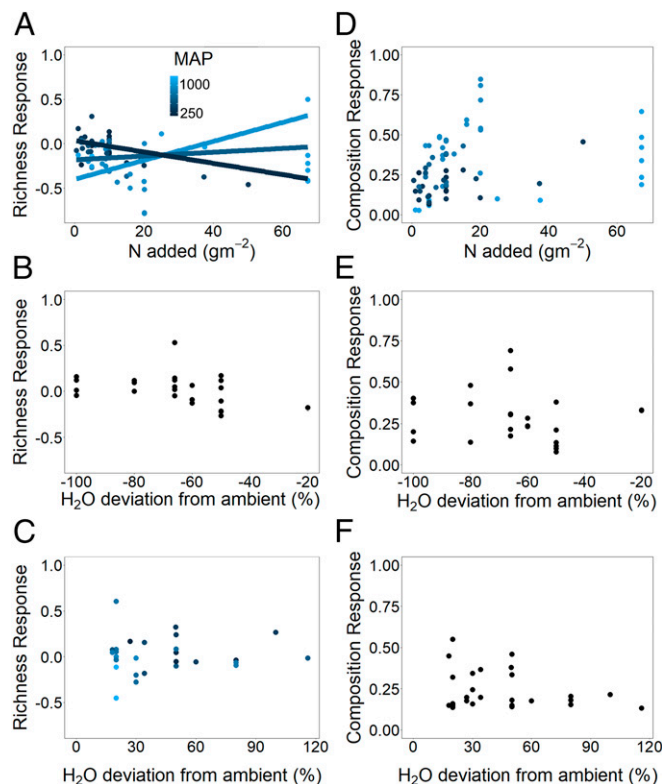 A
Richness Response
1.0
0.5
0.0
-0.5
MAP
1000
250
0 20 40 60
N added (gm⁻²)
D
Composition Response
1.00
0.75
0.50
0.25
0.00
0 20 40 60
N added (gm⁻²)
B
Richness Response
1.0
0.5
0.0
-0.5
-100 -80 -60 -40 -20
H₂O deviation from ambient (%)
E
Composition Response
1.00
0.75
0.50
0.25
0.00
-100 -80 -60 -40 -20
H₂O deviation from ambient (%)
C
Richness Response
1.0
0.5
0.0
-0.5
0 30 60 90 120
H₂O deviation from ambient (%)
F
Composition Response
1.00
0.75
0.50
0.25
0.00
0 30 60 90 120
H₂O deviation from ambient (%)